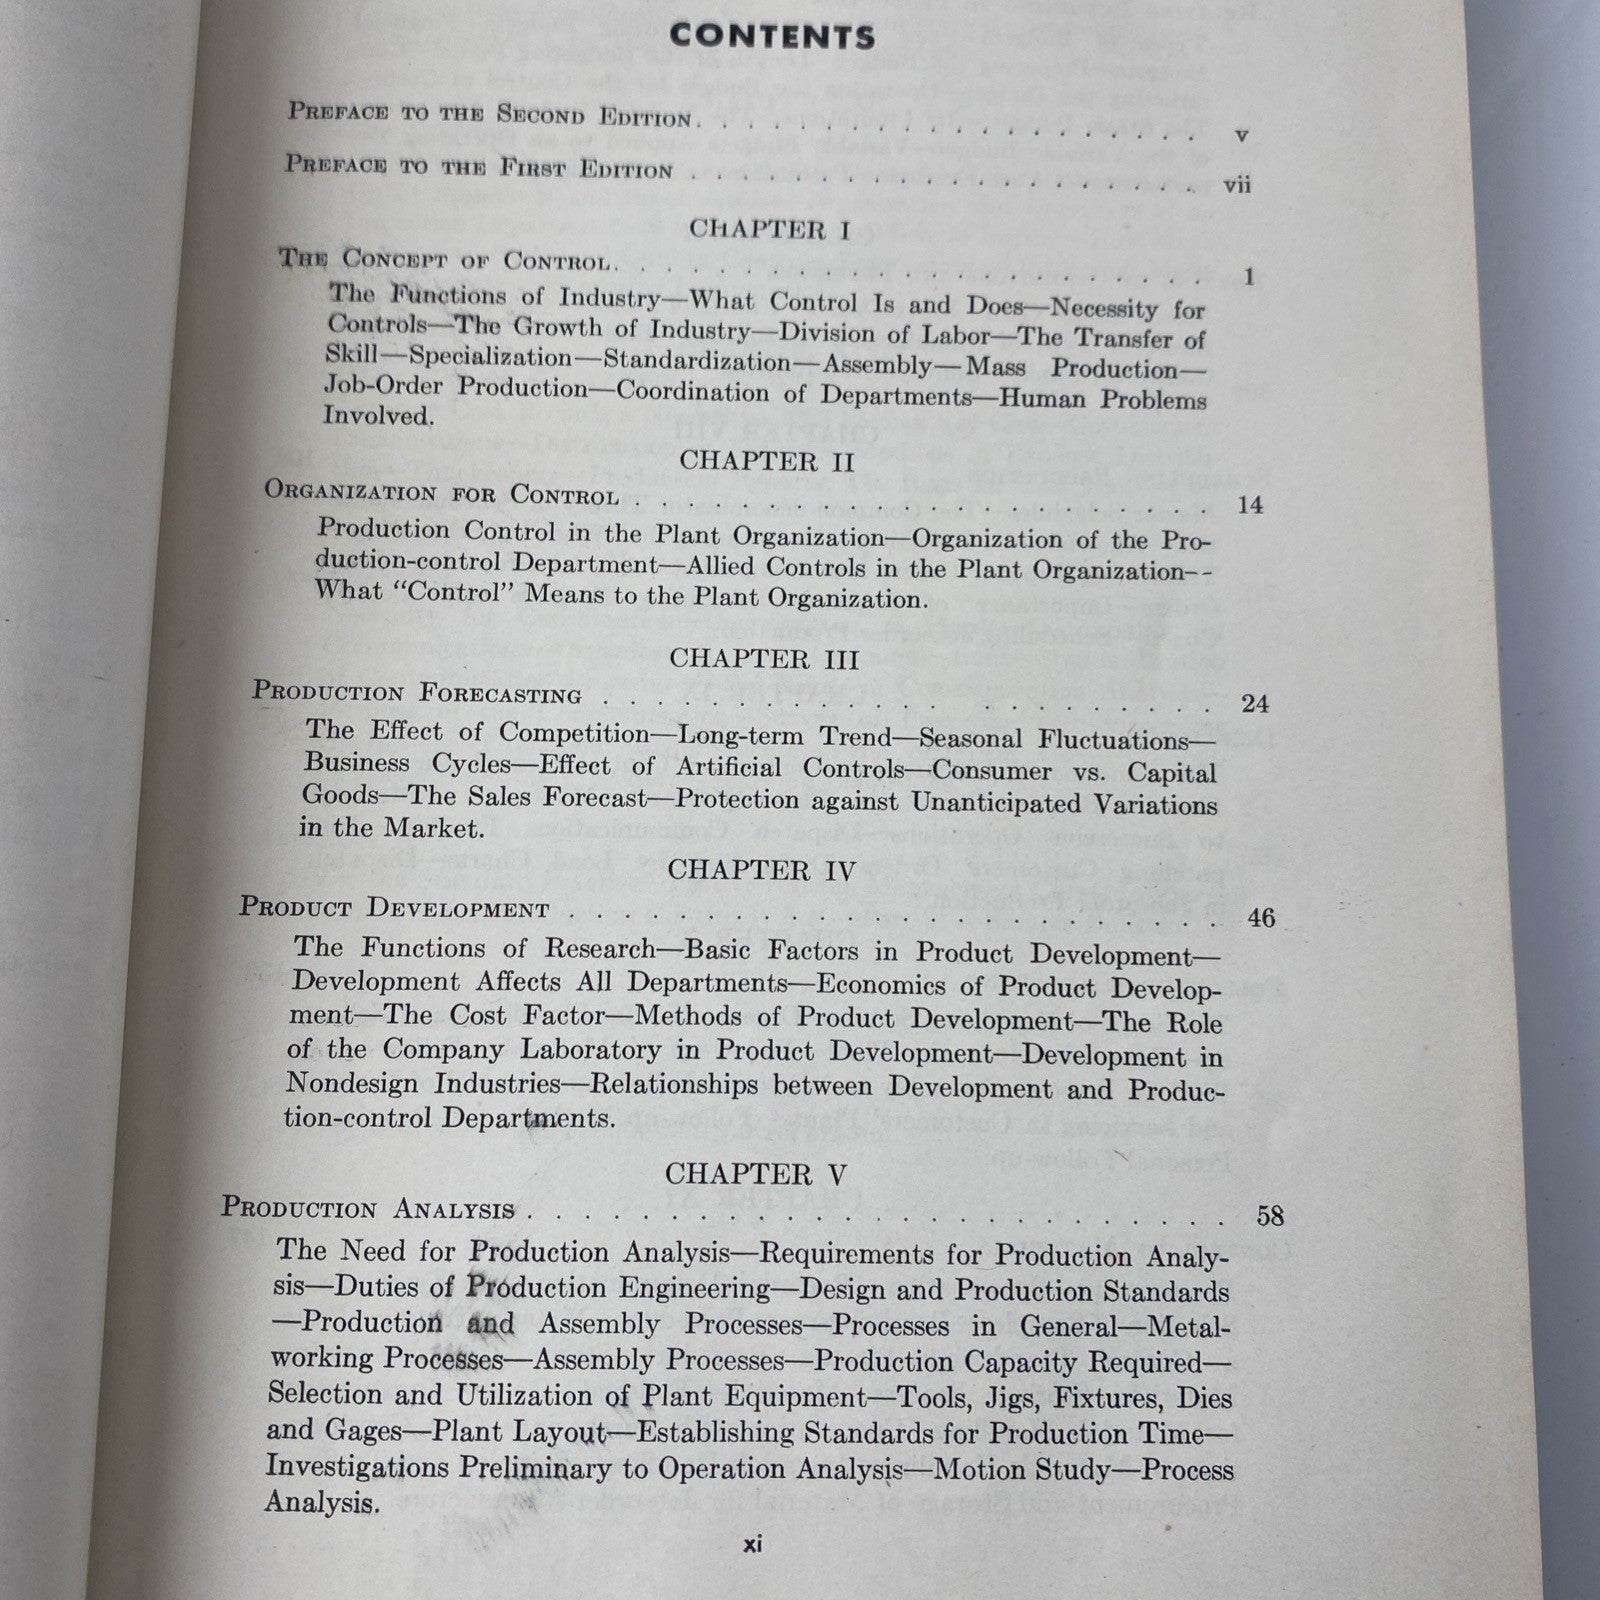 CONTENTS
PREFACE TO THE SECOND EDITION. . . . . . . . . . . . . . . . . . . . v
PREFACE TO THE FIRST EDITION . . . . . . . . . . . . . . . . . . . . vii
CHAPTER I
THE CONCEPT OF CONTROL. . . . . . . . . . . . . . . . . . . . . . . 1
The Functions of Industry—What Control Is and Does—Necessity for
Controls—The Growth of Industry—Division of Labor—The Transfer of
Skill—Specialization—Standardization—Assembly—Mass Production—
Job-Order Production—Coordination of Departments—Human Problems
Involved.
CHAPTER II
ORGANIZATION FOR CONTROL . . . . . . . . . . . . . . . . . . . . . . 14
Production Control in the Plant Organization—Organization of the Pro-
duction-control Department—Allied Controls in the Plant Organization--
What “Control” Means to the Plant Organization.
CHAPTER III
PRODUCTION FORECASTING . . . . . . . . . . . . . . . . . . . . . . . 24
The Effect of Competition—Long-term Trend—Seasonal Fluctuations—
Business Cycles—Effect of Artificial Controls—Consumer vs. Capital
Goods—The Sales Forecast—Protection against Unanticipated Variations
in the Market.
CHAPTER IV
PRODUCT DEVELOPMENT . . . . . . . . . . . . . . . . . . . . . . . . 46
The Functions of Research—Basic Factors in Product Development—
Development Affects All Departments—Economics of Product Develop-
ment—The Cost Factor—Methods of Product Development—The Role
of the Company Laboratory in Product Development—Development in
Nondesign Industries—Relationships between Development and Produc-
tion-control Departments.
CHAPTER V
PRODUCTION ANALYSIS . . . . . . . . . . . . . . . . . . . . . . . . . 58
The Need for Production Analysis—Requirements for Production Analy-
sis—Duties of Production Engineering—Design and Production Standards
—Production and Assembly Processes—Processes in General—Metal-
working Processes—Assembly Processes—Production Capacity Required—
Selection and Utilization of Plant Equipment—Tools, Jigs, Fixtures, Dies
and Gages—Plant Layout—Establishing Standards for Production Time—
Investigations Preliminary to Operation Analysis—Motion Study—Process
Analysis.
xi